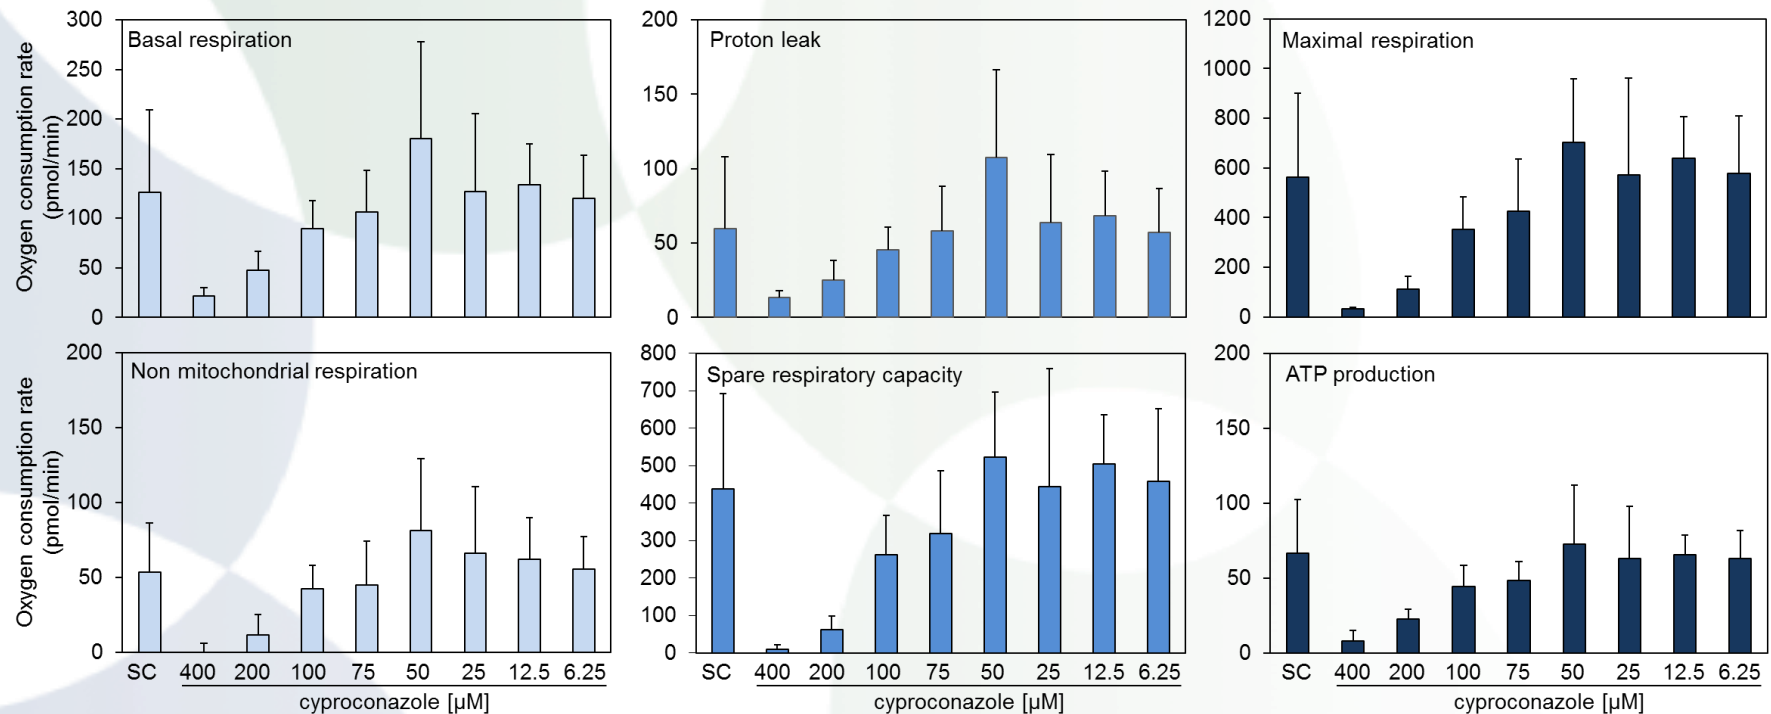 Oxygen consumption rate
(pmol/min)
300
250
200
150
100
50
0
Basal respiration
200
150
100
50
0
Proton leak
1200
1000
800
600
400
200
0
Maximal respiration
Oxygen consumption rate
(pmol/min)
200
150
100
50
0
Non mitochondrial respiration
SC 400 200 100 75 50 25 12.5 6.25
cyproconazole [µM]
800
700
600
500
400
300
200
100
0
Spare respiratory capacity
SC 400 200 100 75 50 25 12.5 6.25
cyproconazole [µM]
200
150
100
50
0
ATP production
SC 400 200 100 75 50 25 12.5 6.25
cyproconazole [µM]